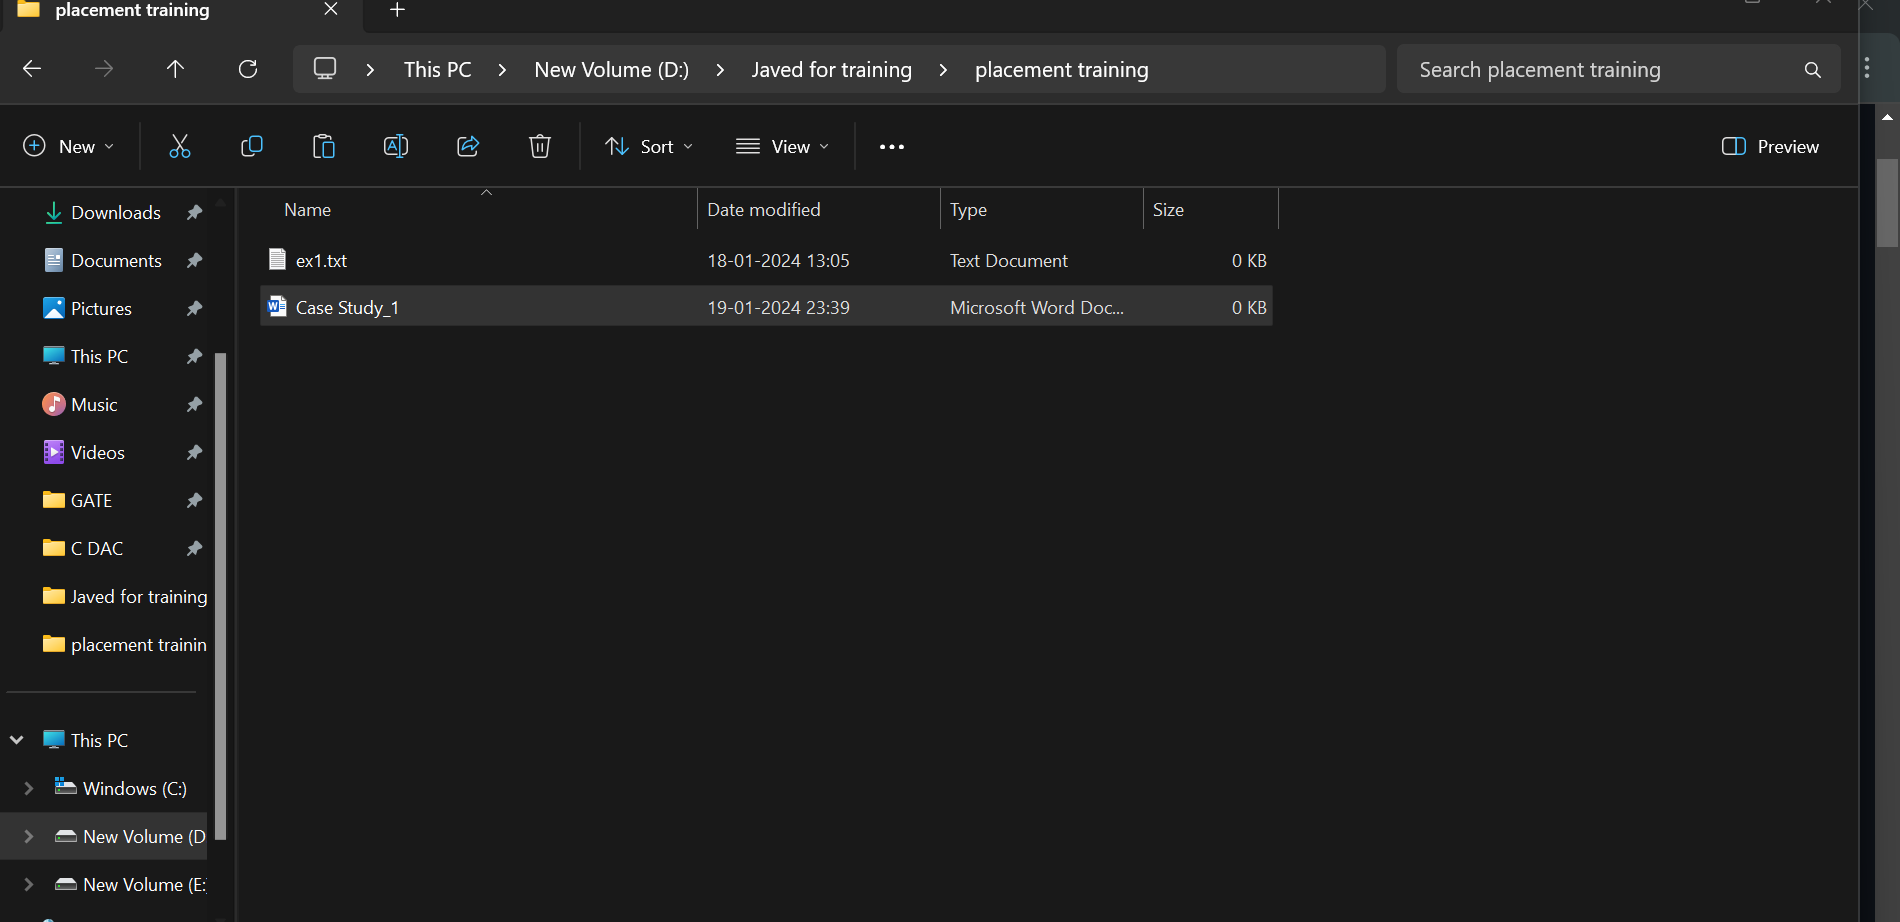 placement training
This PC
New Volume (D:)
Javed for training
placement training
Search placement training
New
Sort
View
Preview
Name
Date modified
Type
Size
ex1.txt 18-01-2024 13:05 Text Document 0 KB
Case Study_1 19-01-2024 23:39 Microsoft Word Doc... 0 KB
Downloads
Documents
Pictures
This PC
Music
Videos
GATE
C DAC
Javed for training
placement trainin
This PC
Windows (C:)
New Volume (D
New Volume (E: